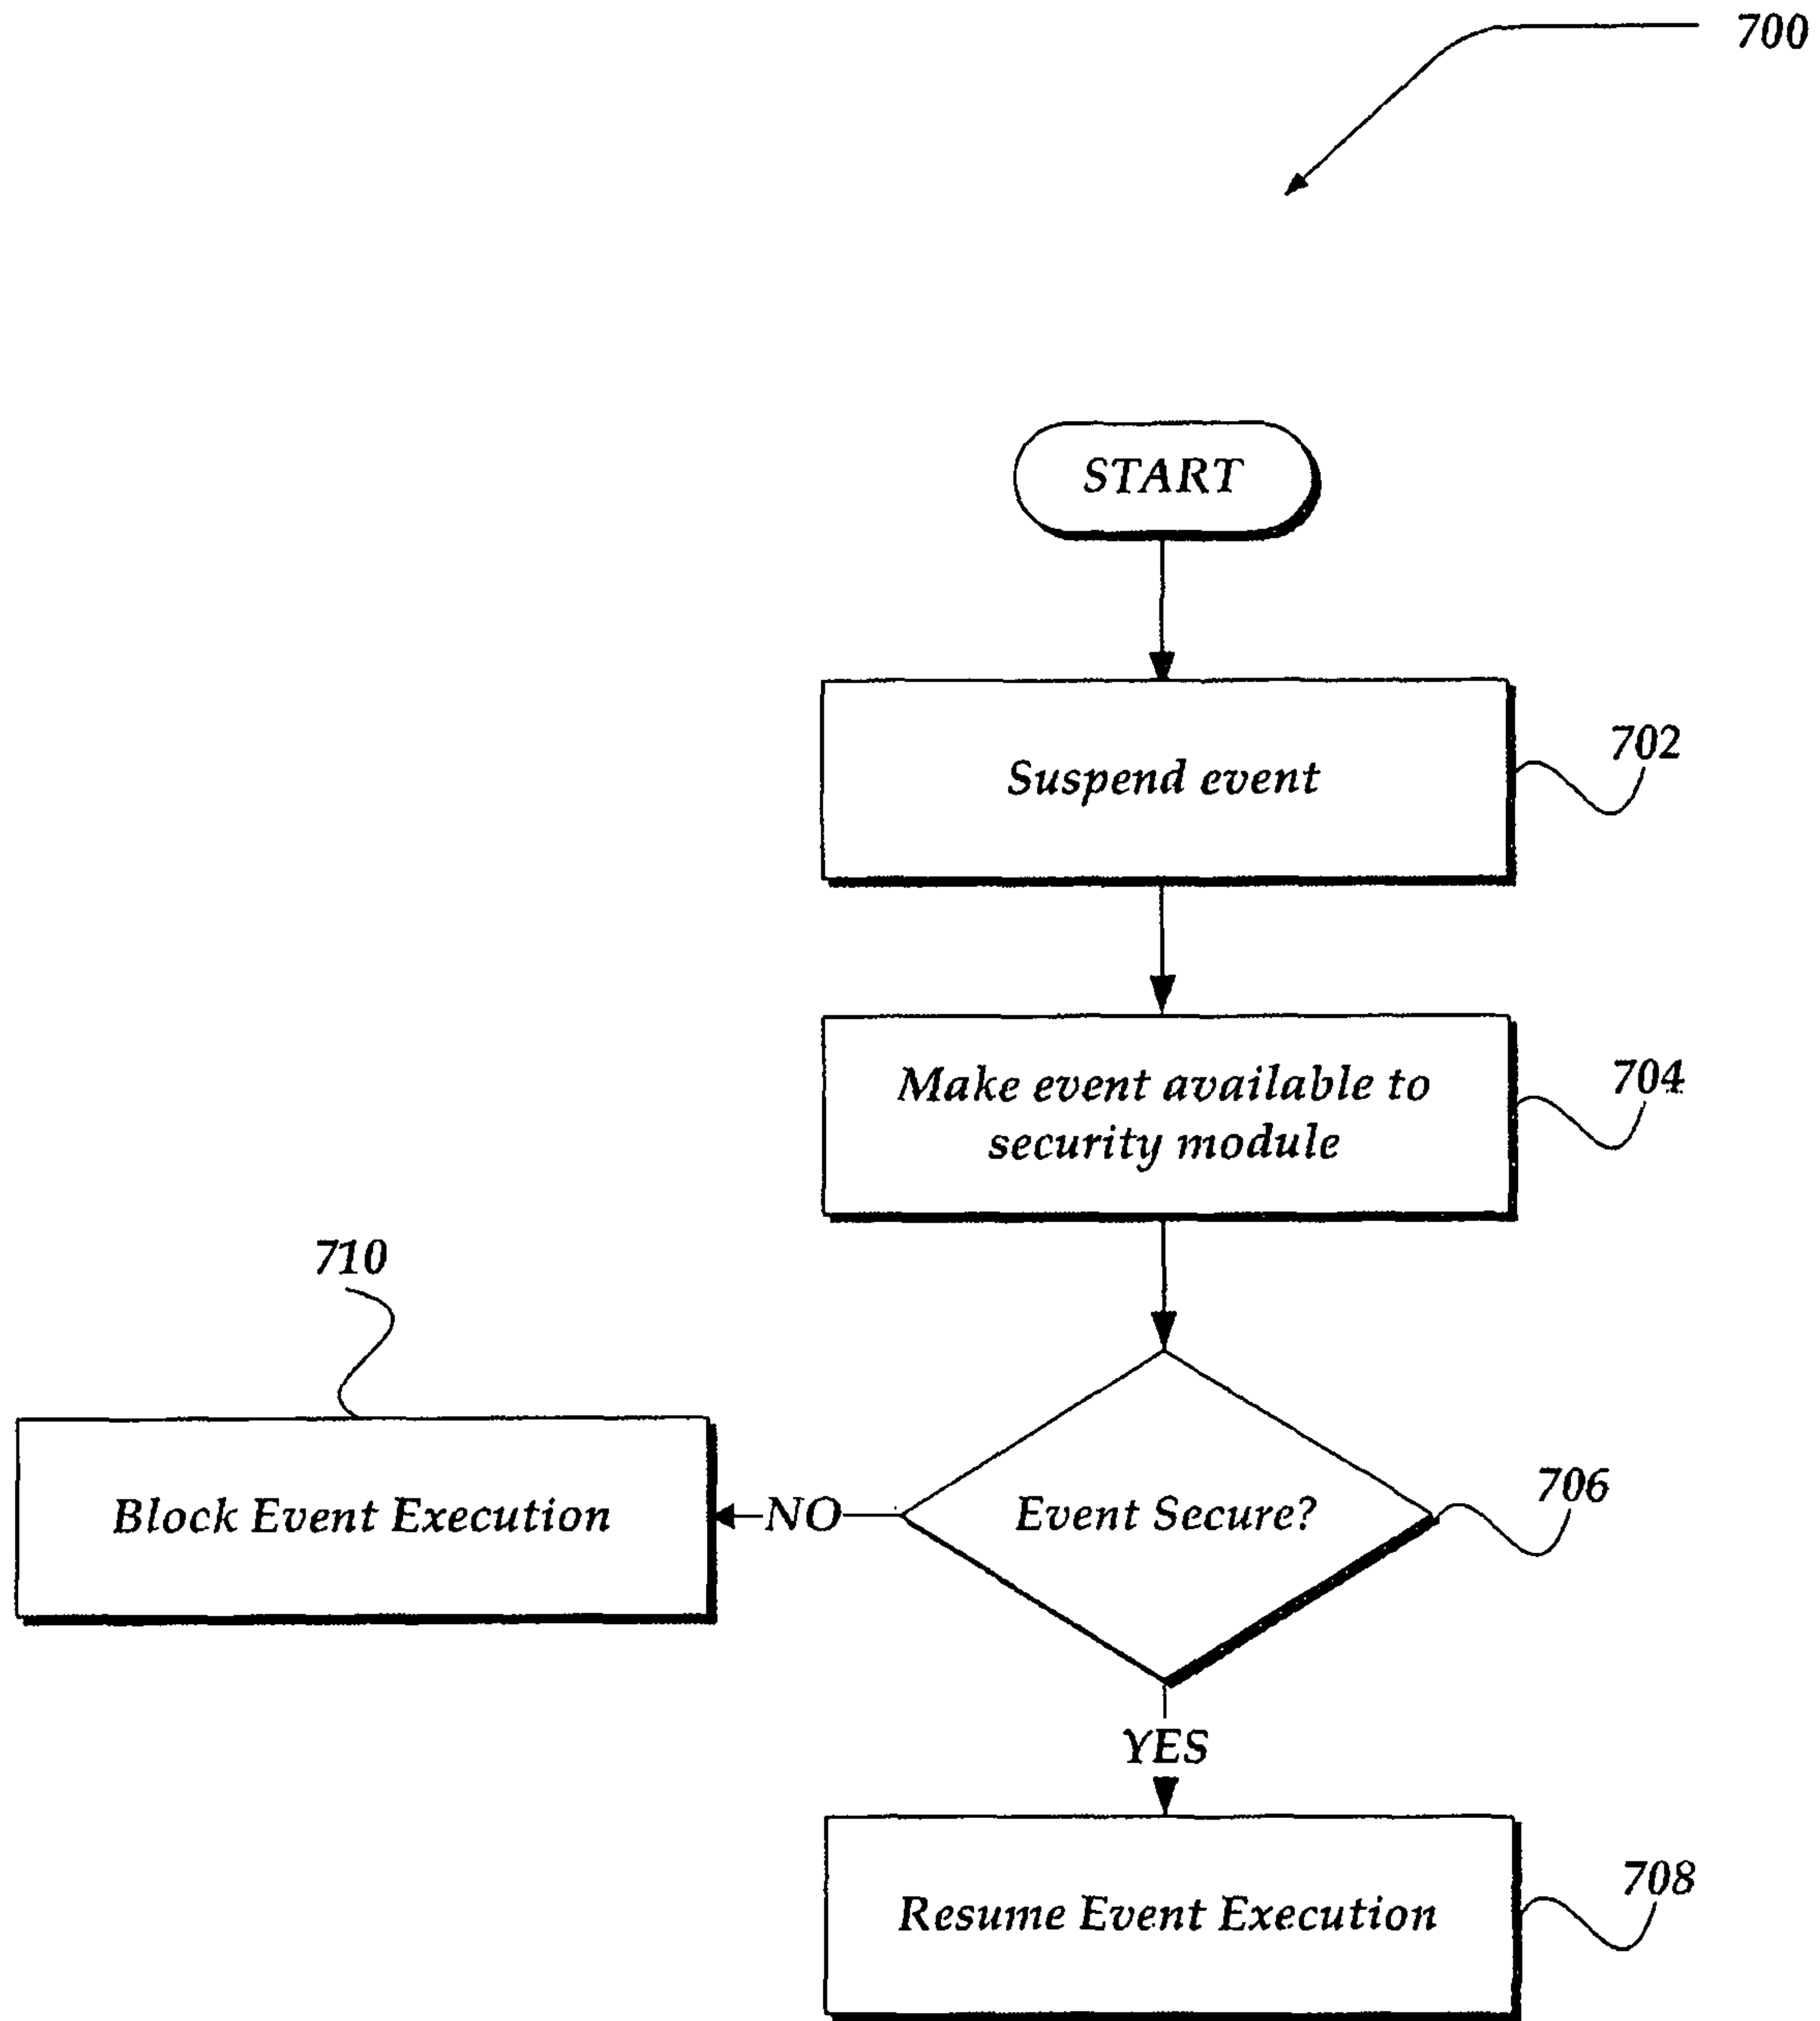 700
START
Suspend event
702
Make event available to
security module
704
710
Block Event Execution
NO
Event Secure?
706
YES
Resume Event Execution
708